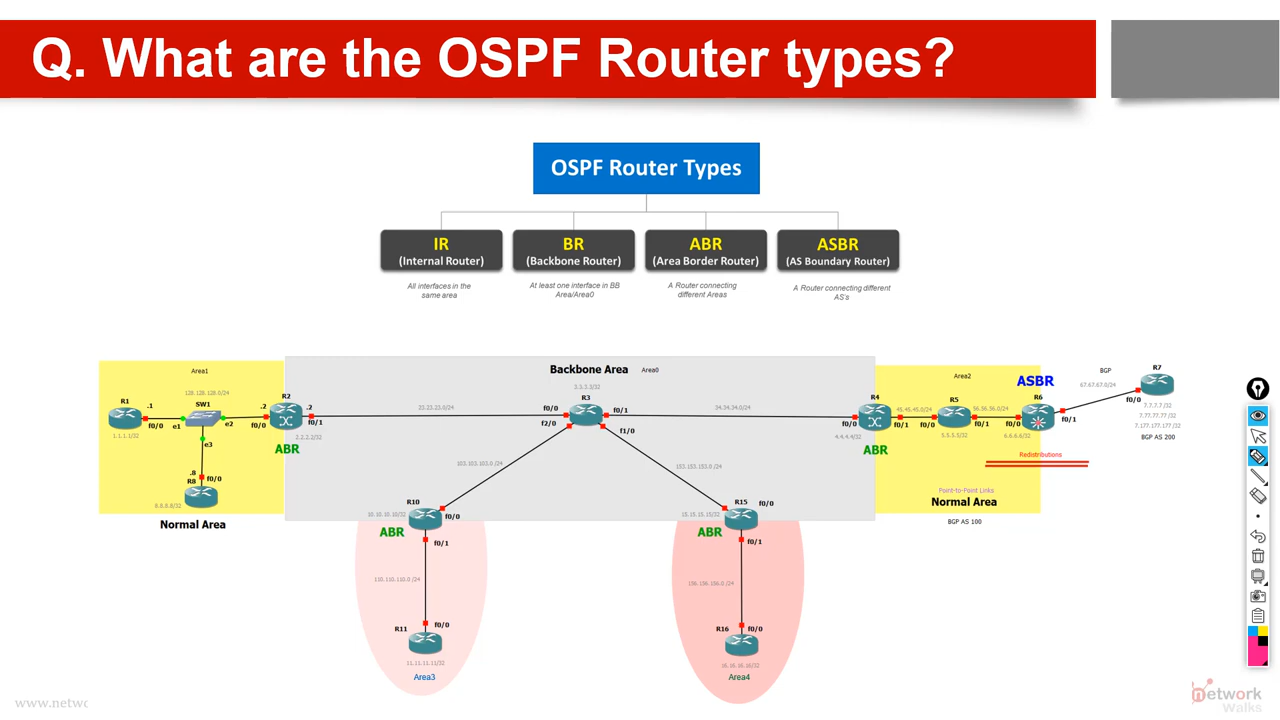 Q. What are the OSPF Router types?
OSPF Router Types
IR
(Internal Router)
BR
(Backbone Router)
ABR
(Area Border Router)
ASBR
(AS Boundary Router)
All interfaces in the
same area
At least one interface in BB
Area/Area0
A Router connecting
different Areas
A Router connecting different
AS's
Area1
128.128.128.0/24
R1
.1
f0/0
1.1.1.1/32
SW1
e1
e2
e3
.2
f0/0
R2
.2
f0/1
2.2.2.2/32
ABR
.8
R8
f0/0
8.8.8.8/32
Normal Area
Backbone Area
Area0
23.23.23.0/24
3.3.3.3/32
R3
f0/0
f0/1
f2/0
f1/0
34.34.34.0/24
103.103.103.0 /24
153.153.153.0 /24
R10
10.10.10.10/32
f0/0
ABR
f0/1
110.110.110.0 /24
R11
f0/0
11.11.11.11/32
Area3
R15
f0/0
15.15.15.15/32
ABR
f0/1
156.156.156.0 /24
R16
f0/0
16.16.16.16/32
Area4
R4
f0/0
4.4.4.4/32
ABR
Area2
45.45.45.0/24
f0/1
f0/0
R5
5.5.5.5/32
56.56.56.0/24
f0/1
f0/0
ASBR
R6
6.6.6.6/32
f0/1
Redistributions
Point-to-Point Links
Normal Area
BGP AS 100
BGP
67.67.67.0/24
R7
f0/0
7.7.7.7 /32
7.77.77.77 /32
7.177.177.177 /32
BGP AS 200
www.netwo
network
Walks